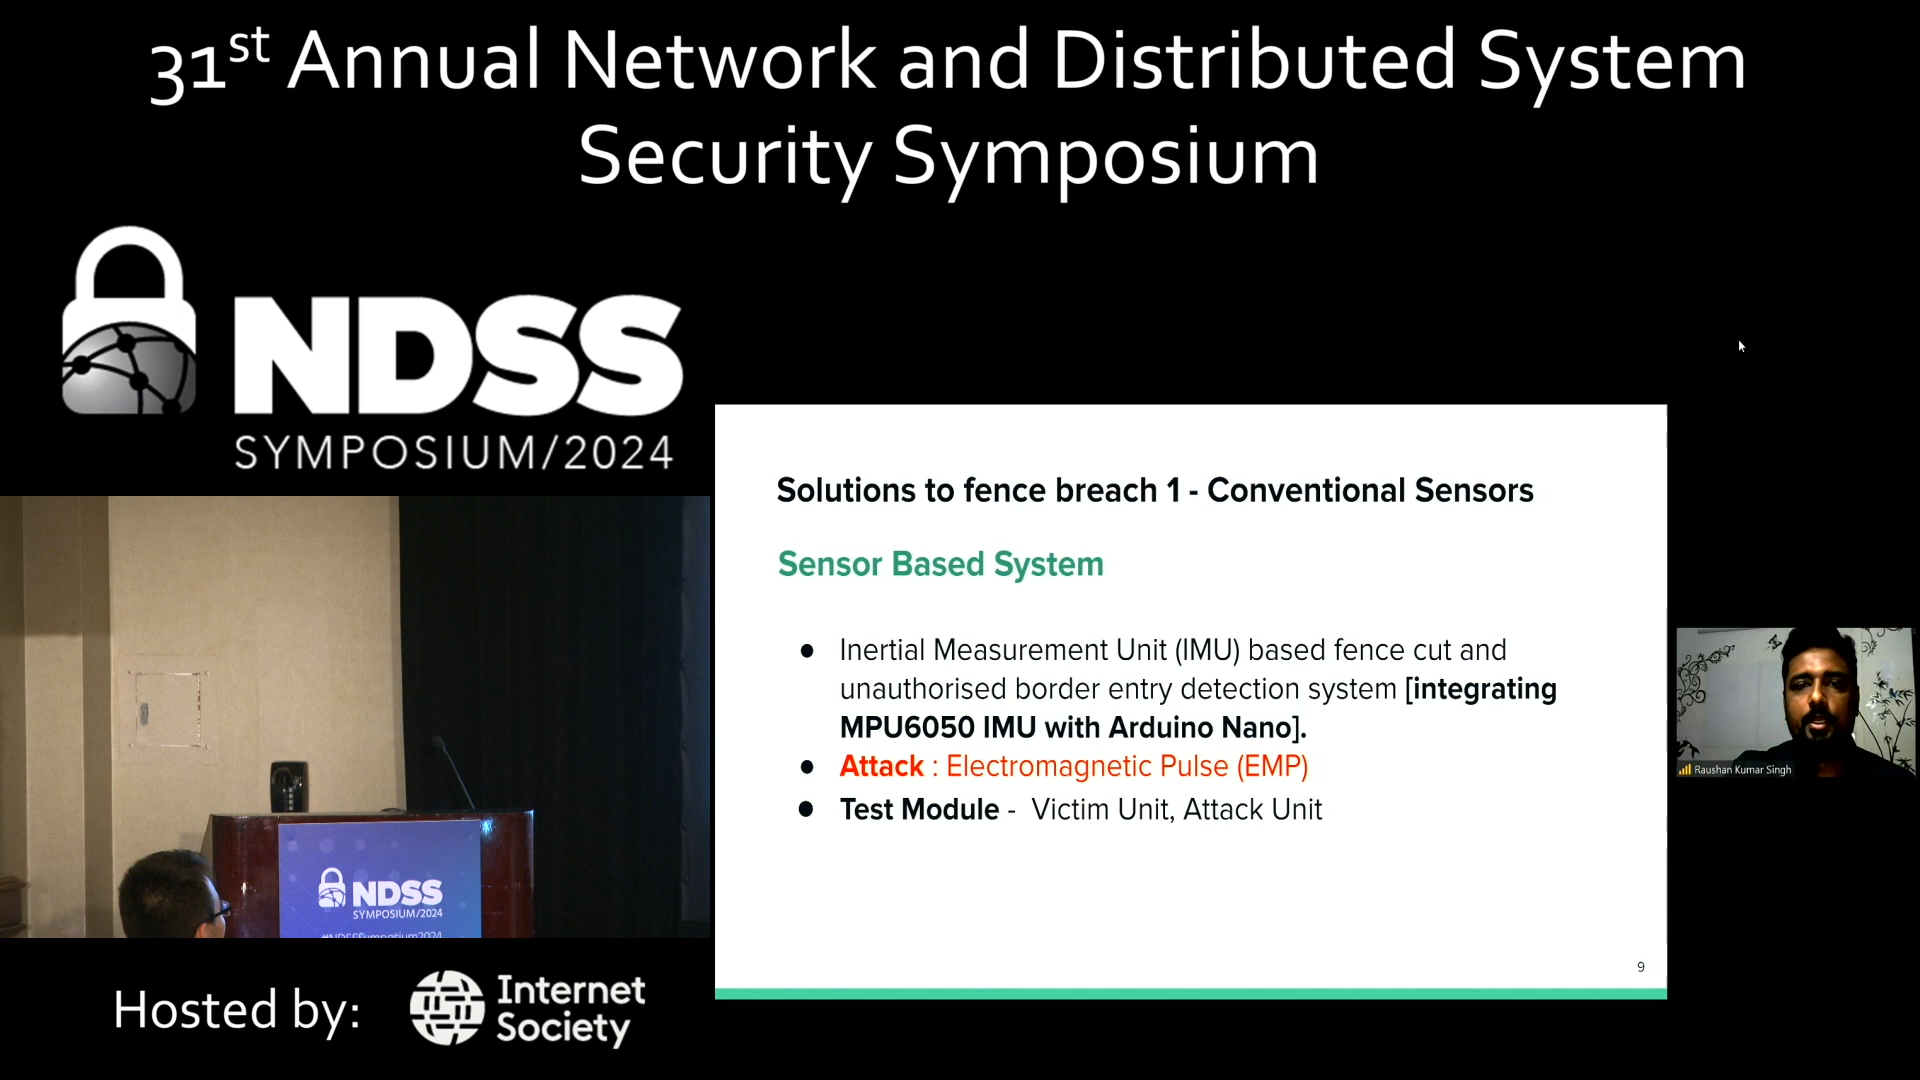 31st Annual Network and Distributed System
Security Symposium
NDSS
SYMPOSIUM/2024
Solutions to fence breach 1 - Conventional Sensors
Sensor Based System
● Inertial Measurement Unit (IMU) based fence cut and
unauthorised border entry detection system [integrating
MPU6050 IMU with Arduino Nano].
● Attack : Electromagnetic Pulse (EMP)
● Test Module - Victim Unit, Attack Unit
9
Raushan Kumar Singh
NDSS
SYMPOSIUM/2024
#NDSSSymposium2024
Hosted by:
Internet
Society